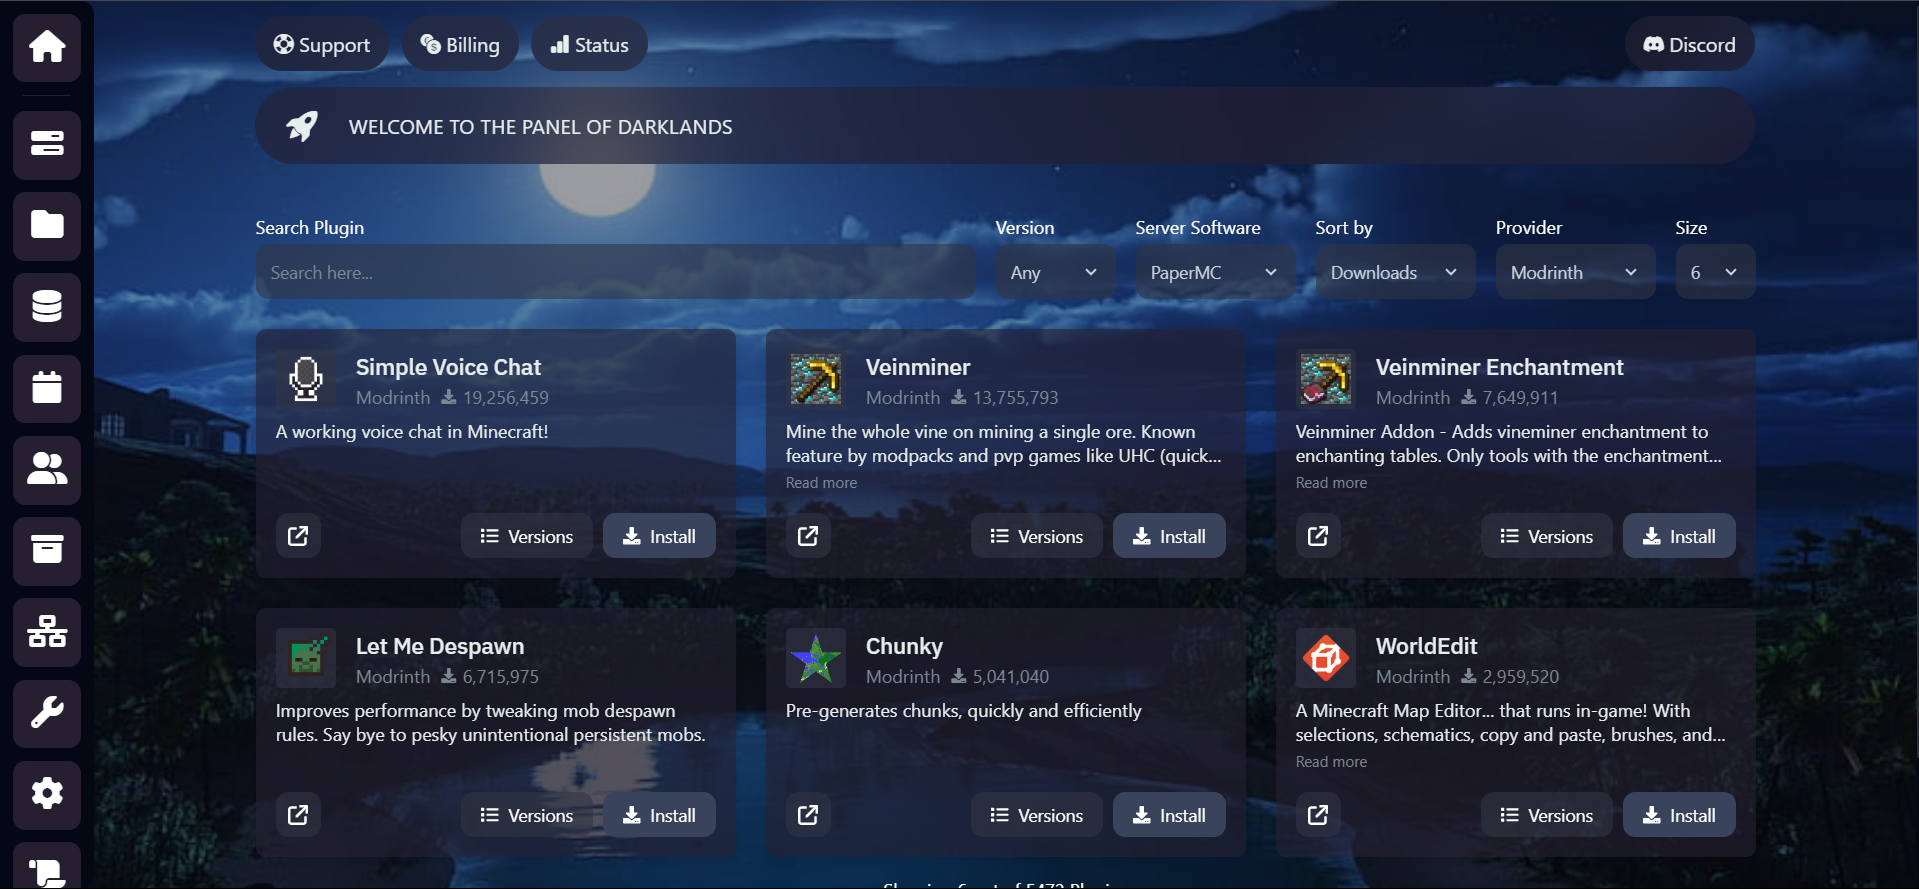 Support
Billing
Status
Discord
WELCOME TO THE PANEL OF DARKLANDS
Search Plugin
Search here...
Version
Any
Server Software
PaperMC
Sort by
Downloads
Provider
Modrinth
Size
6
Simple Voice Chat
Modrinth 19,256,459
A working voice chat in Minecraft!
Versions
Install
Veinminer
Modrinth 13,755,793
Mine the whole vine on mining a single ore. Known
feature by modpacks and pvp games like UHC (quick...
Read more
Versions
Install
Veinminer Enchantment
Modrinth 7,649,911
Veinminer Addon - Adds vineminer enchantment to
enchanting tables. Only tools with the enchantment...
Read more
Versions
Install
Let Me Despawn
Modrinth 6,715,975
Improves performance by tweaking mob despawn
rules. Say bye to pesky unintentional persistent mobs.
Versions
Install
Chunky
Modrinth 5,041,040
Pre-generates chunks, quickly and efficiently
Versions
Install
WorldEdit
Modrinth 2,959,520
A Minecraft Map Editor... that runs in-game! With
selections, schematics, copy and paste, brushes, and...
Read more
Versions
Install